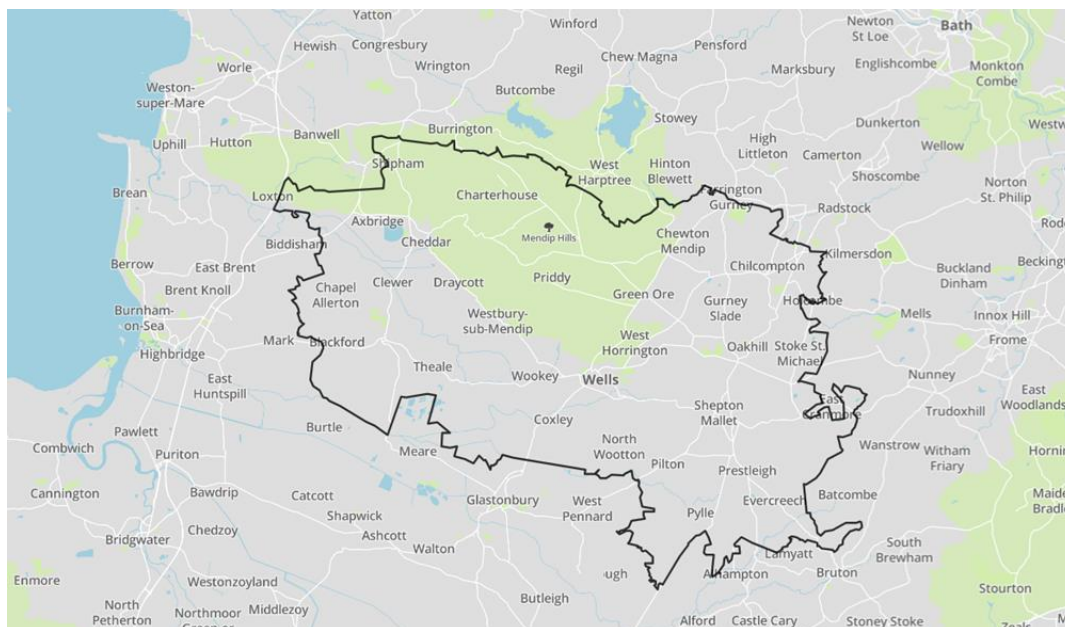 Yatton
Winford
Newton
St Loe
Bath
Hewish
Congresbury
Pensford
Chew Magna
Englishcombe
Worle
Wrington
Regil
Marksbury
Monkton
Combe
Weston-
super-Mare
Butcombe
Stowey
Dunkerton
Banwell
Burrington
High
Littleton
Camerton
Uphill
Hutton
Wellow
Shipham
West
Harptree
Hinton
Blewett
Shoscombe
Brean
Loxton
Charterhouse
Gurney
Norton
St. Philip
Radstock
Axbridge
Cheddar
Mendip Hills
Chewton
Mendip
Biddisham
Kilmersdon
Berrow
East Brent
Chilcompton
Buckland
Dinham
Brent Knoll
Chapel
Allerton
Clewer
Draycott
Priddy
Green Ore
Burnham-
on-Sea
Westbury-
sub-Mendip
Gurney
Slade
Holcombe
Mells
Innox Hill
Frome
Highbridge
Mark
Blackford
West
Horrington
Oakhill
Stoke St.
Michael
Theale
Wookey
Wells
Nunney
East
Huntspill
East
Cranmore
Trudoxhill
East
Woodlands
Pawlett
Burtle
Coxley
Shepton
Mallet
Combwich
Puriton
Meare
North
Wootton
Pilton
Prestleigh
Wanstrow
Witham
Friary
Cannington
Bawdrip
Catcott
Glastonbury
West
Pennard
Evercreech
Batcombe
Chedzoy
Shapwick
Ashcott
Pylle
Bridgwater
Walton
Lamyatt
South
Brewham
Enmore
Westonzoyland
ugh
Alhampton
Bruton
Stourton
North
Petherton
Northmoor
Middlezoy
Butleigh
Alford
Castle Cary
Stoney Stoke